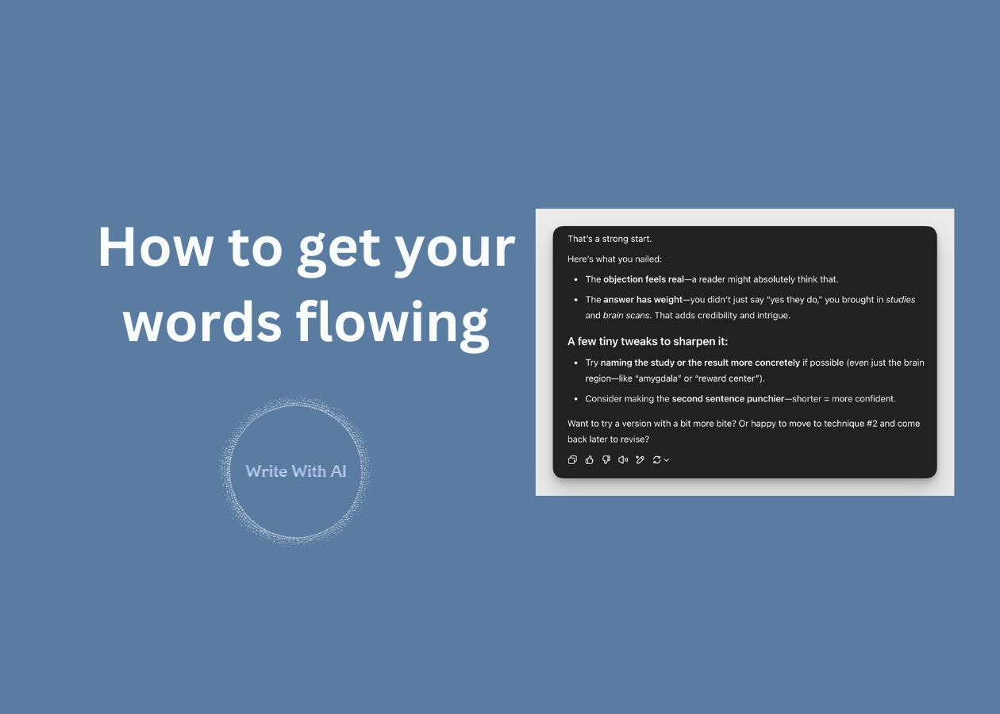 How to get your
words flowing
Write With AI
That’s a strong start.
Here’s what you nailed:
• The objection feels real—a reader might absolutely think that.
• The answer has weight—you didn’t just say “yes they do,” you brought in studies
and brain scans. That adds credibility and intrigue.
A few tiny tweaks to sharpen it:
• Try naming the study or the result more concretely if possible (even just the brain
region—like “amygdala” or “reward center”).
• Consider making the second sentence punchier—shorter = more confident.
Want to try a version with a bit more bite? Or happy to move to technique #2 and come
back later to revise?